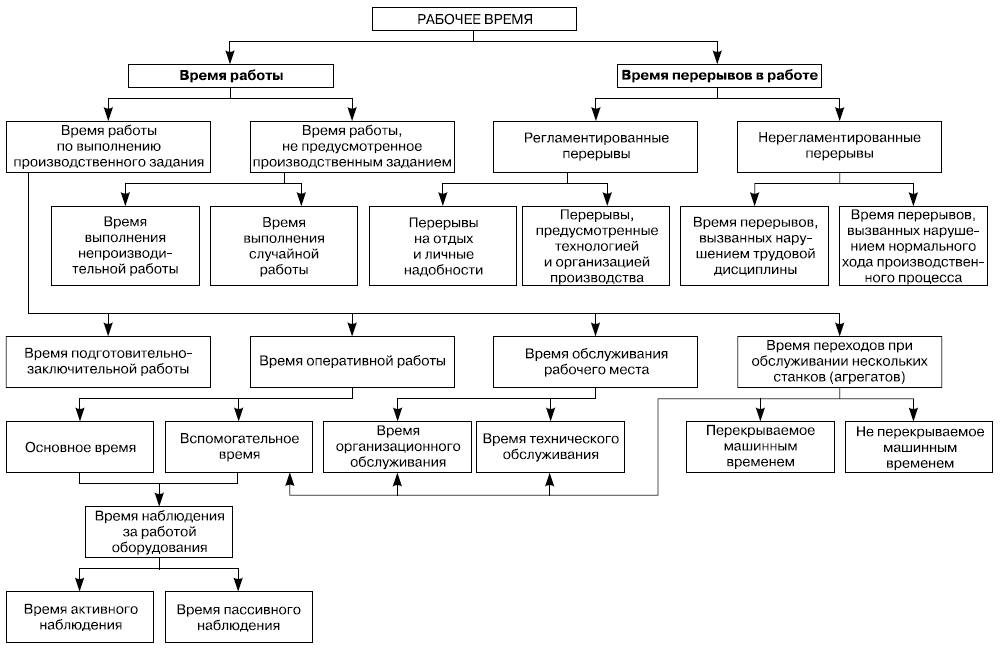 РАБОЧЕЕ ВРЕМЯ
Время работы
Время перерывов в работе
Время работы
по выполнению
производственного задания
Время работы,
не предусмотренное
производственным заданием
Регламентированные
перерывы
Нерегламентированные
перерывы
Время
выполнения
непроизводи-
тельной работы
Время
выполнения
случайной
работы
Перерывы
на отдых
и личные
надобности
Перерывы,
предусмотренные
технологией
и организацией
производства
Время перерывов,
вызванных нару-
шением трудовой
дисциплины
Время перерывов,
вызванных наруше-
нием нормального
хода производствен-
ного процесса
Время подготовительно-
заключительной работы
Время оперативной работы
Время обслуживания
рабочего места
Время переходов при
обслуживании нескольких
станков (агрегатов)
Основное время
Вспомогательное
время
Время
организационного
обслуживания
Время технического
обслуживания
Перекрываемое
машинным
временем
Не перекрываемое
машинным
временем
Время наблюдения
за работой
оборудования
Время активного
наблюдения
Время пассивного
наблюдения